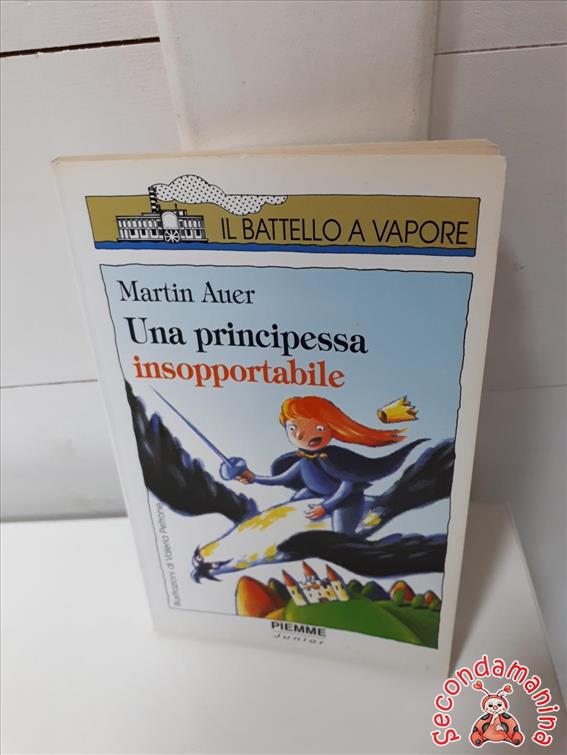 IL BATTELLO A VAPORE
Martin Auer
Una principessa
insopportabile
Illustrazioni di Valeria Petrone
PIEMME
Junior
Secondamanina